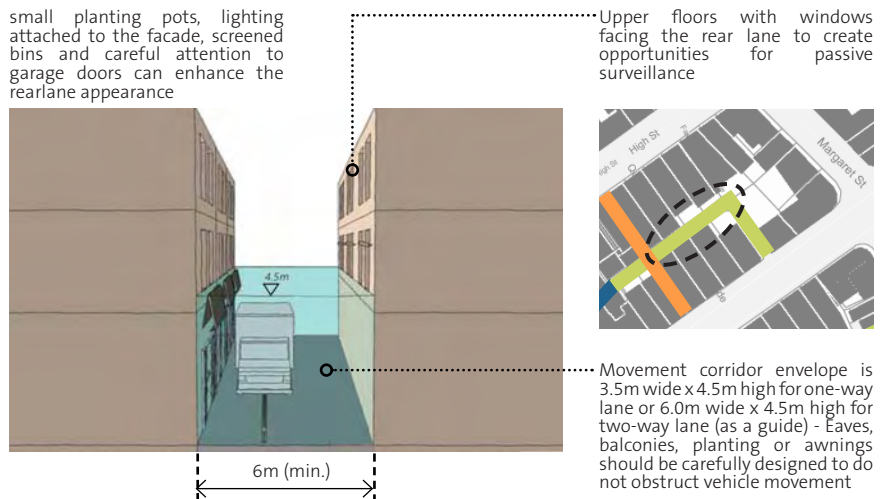 small planting pots, lighting
attached to the facade, screened
bins and careful attention to
garage doors can enhance the
rearlane appearance
Upper floors with windows
facing the rear lane to create
opportunities for passive
surveillance
4.5m
6m (min.)
High St
Margaret St
Movement corridor envelope is
3.5m wide x 4.5m high for one-way
lane or 6.0m wide x 4.5m high for
two-way lane (as a guide) - Eaves,
balconies, planting or awnings
should be carefully designed to do
not obstruct vehicle movement